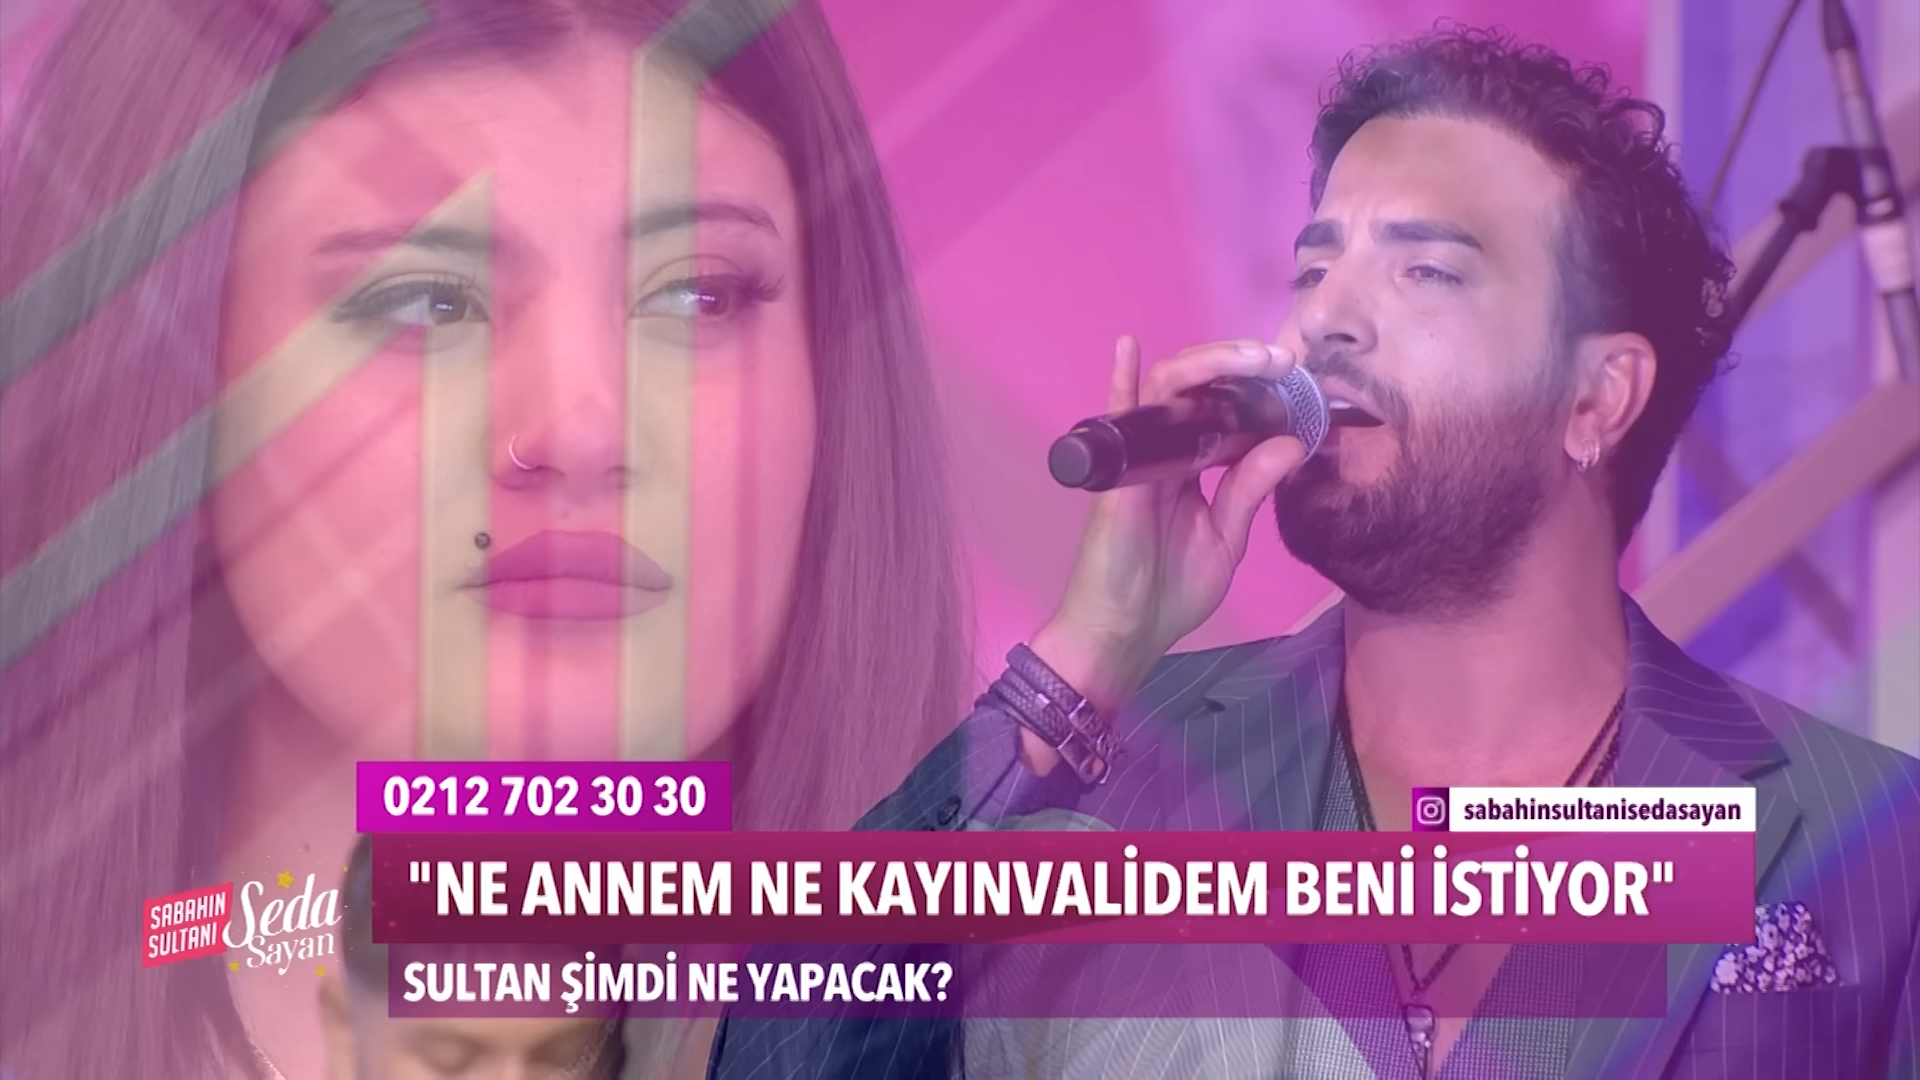 0212 702 30 30
sabahinsultanisedasayan
"NE ANNEM NE KAYINVALİDEM BENİ İSTİYOR"
SABAHIN
SULTANI
Seda
Sayan
SULTAN ŞİMDİ NE YAPACAK?